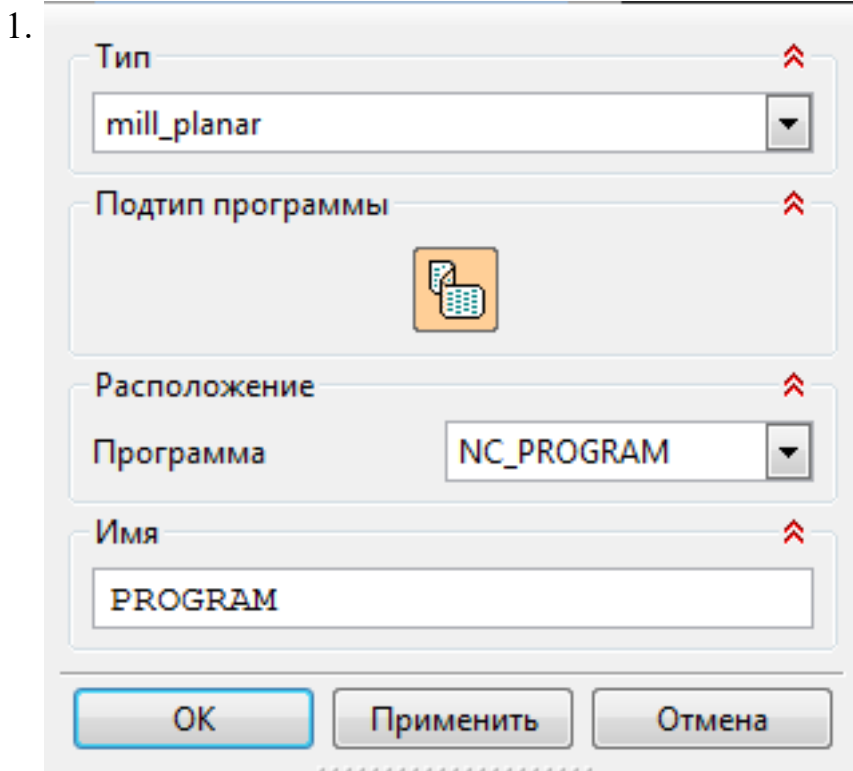 1.
Тип
mill_planar
Подтип программы
Расположение
Программа NC_PROGRAM
Имя
PROGRAM
OK Применить Отмена